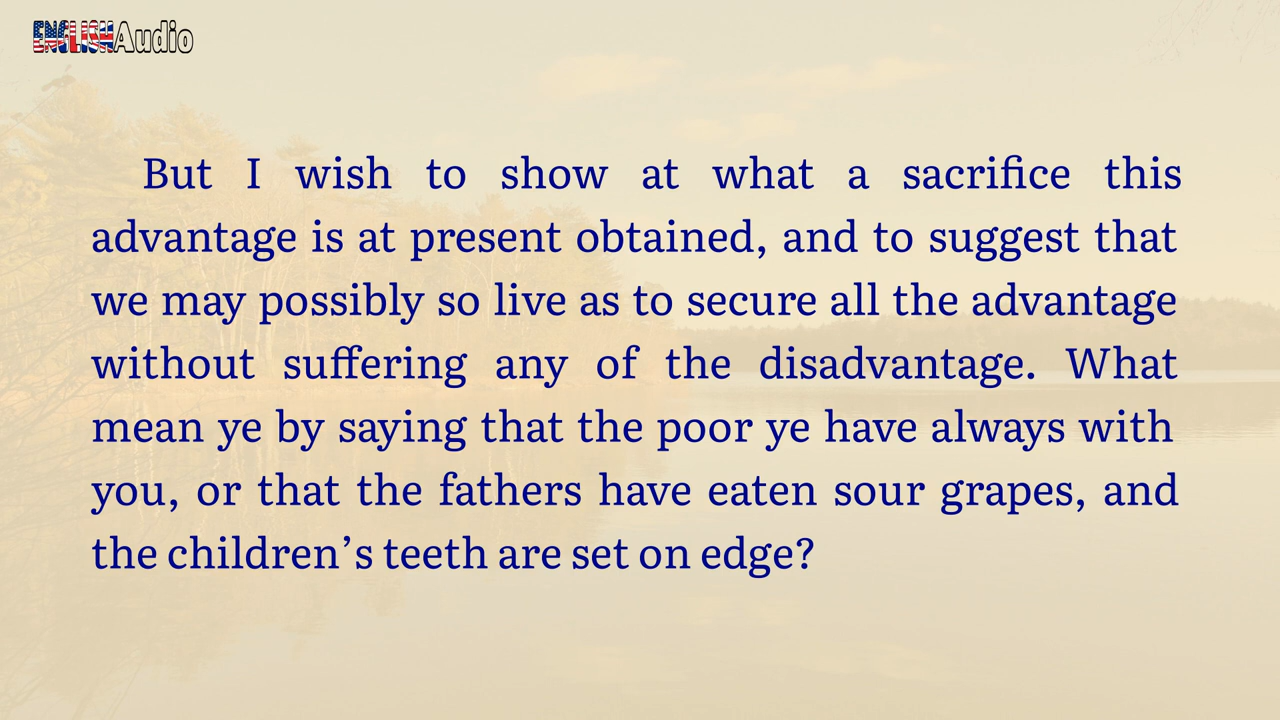 ENGLISHAudio
But I wish to show at what a sacrifice this
advantage is at present obtained, and to suggest that
we may possibly so live as to secure all the advantage
without suffering any of the disadvantage. What
mean ye by saying that the poor ye have always with
you, or that the fathers have eaten sour grapes, and
the children’s teeth are set on edge?